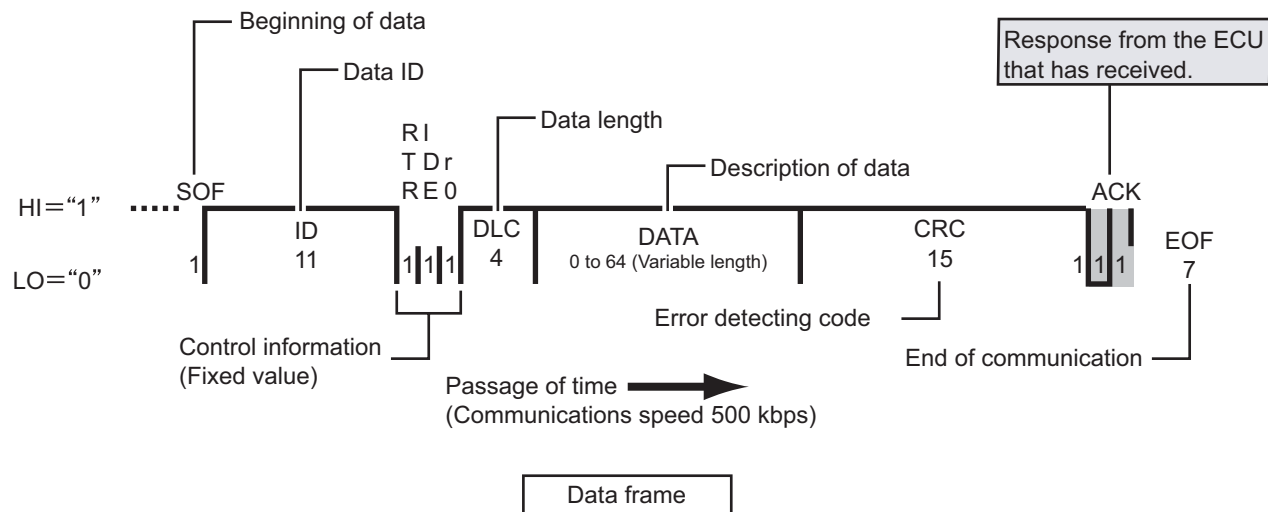 Beginning of data
Response from the ECU
that has received.
Data ID
RI
T Dr
RE0
Data length
Description of data
SOF
ACK
HI＝“1”
ID
DLC
DATA
CRC
EOF
1
11
1 1 1
4
0 to 64 (Variable length)
15
1 1 1
7
LO＝“0”
Error detecting code
Control information
(Fixed value)
End of communication
Passage of time
(Communications speed 500 kbps)
Data frame